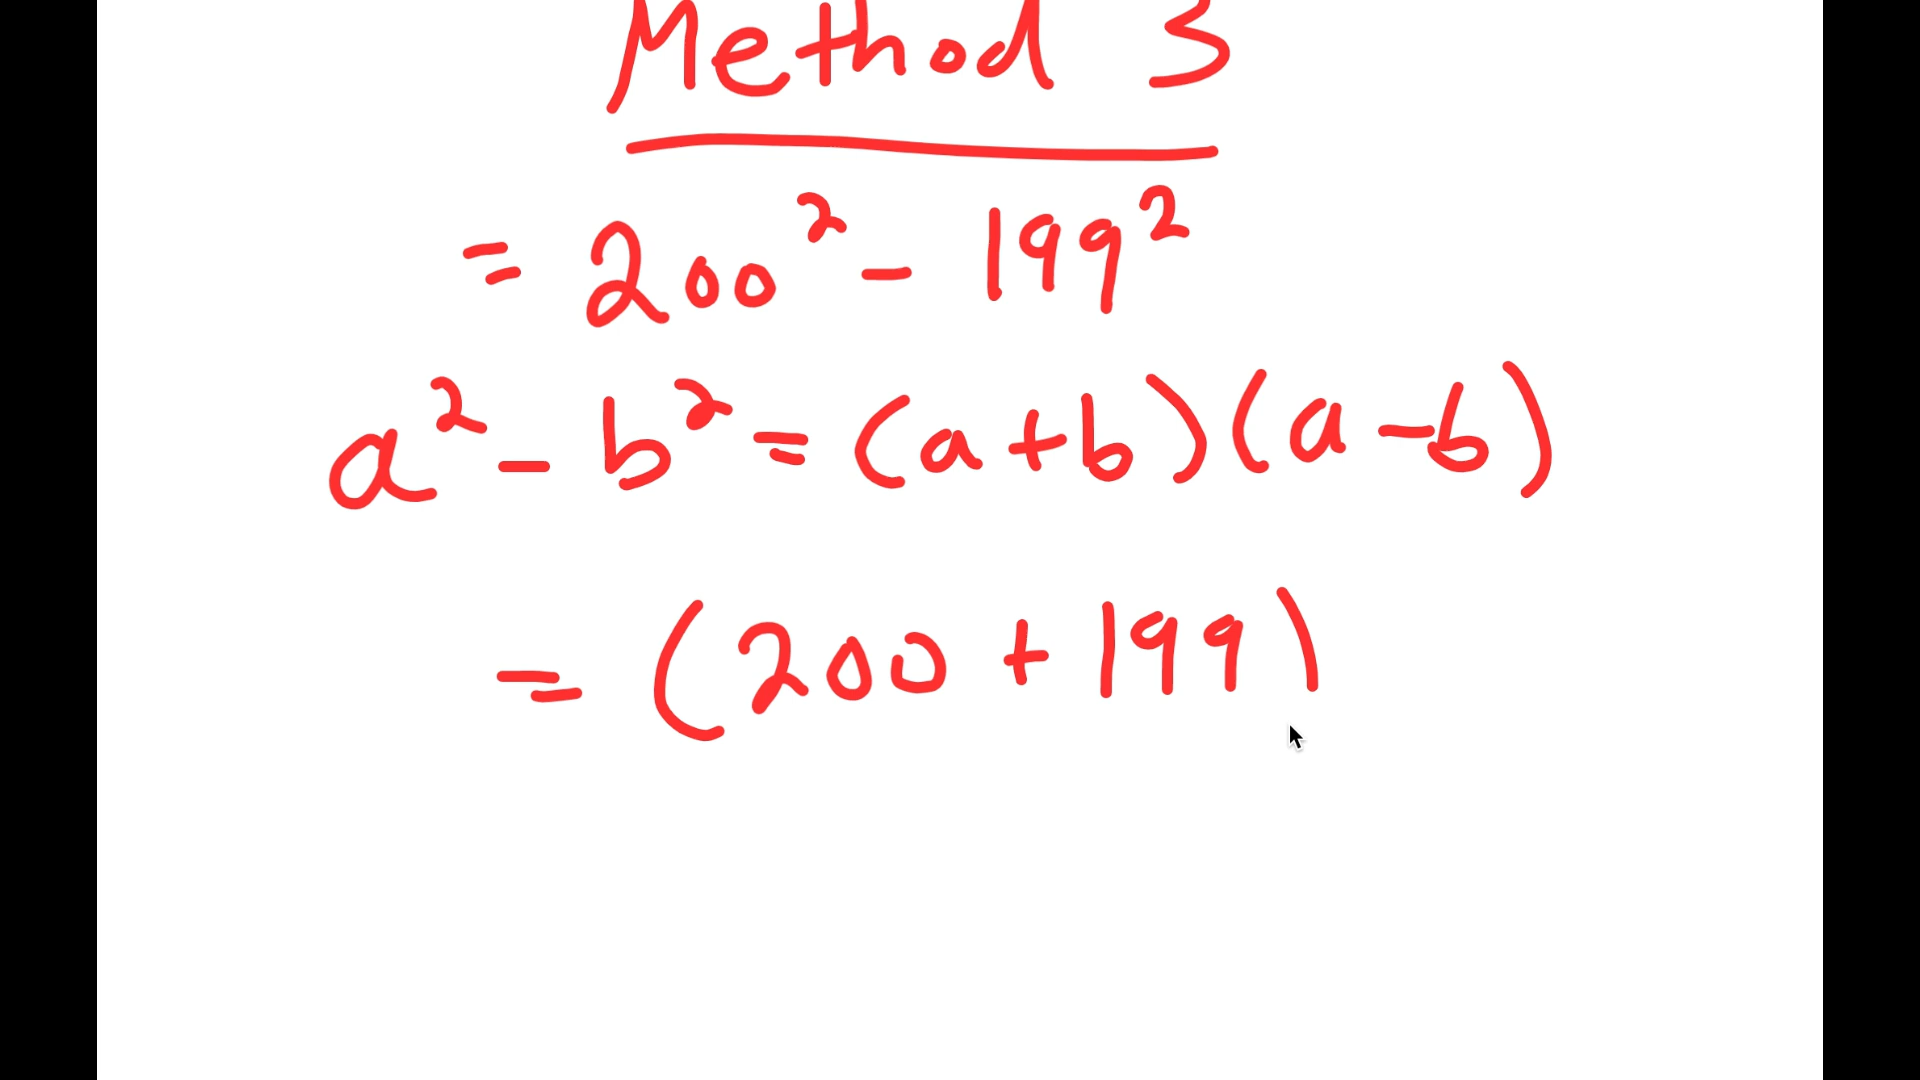 Method 3
= 200² - 199²
a² - b² = (a+b)(a-b)
= (200 + 199)